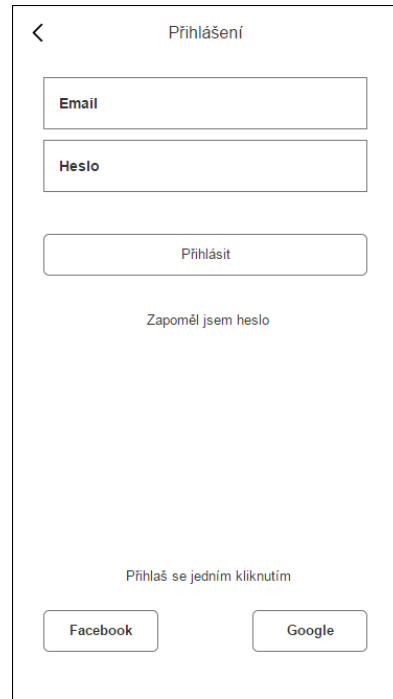 Přihlášení
Email
Heslo
Přihlásit
Zapoměl jsem heslo
Přihlaš se jedním kliknutím
Facebook
Google